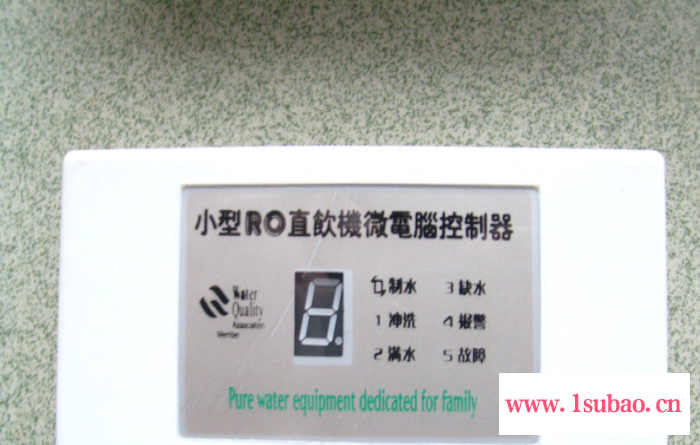 小型RO直飲機微電腦控制器
Water
Quality
Association
Member
8.
制水
3 缺水
1 冲洗
4 报警
2 满水
5 故障
Pure water equipment dedicated for family
www.1subao.cn